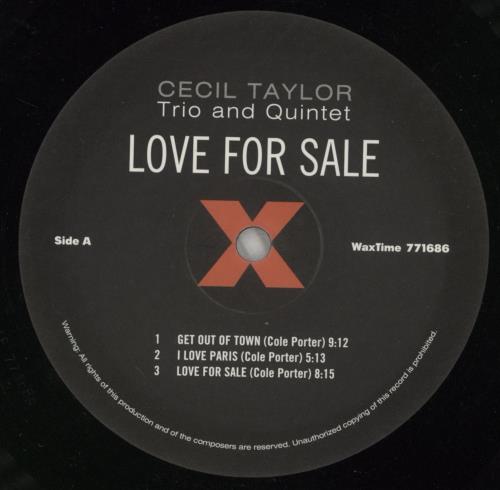 CECIL TAYLOR
Trio and Quintet
LOVE FOR SALE
X
Side A
WaxTime 771686
1 GET OUT OF TOWN (Cole Porter) 9:12
2 I LOVE PARIS (Cole Porter) 5:13
3 LOVE FOR SALE (Cole Porter) 8:15
Warning: All rights of this production and of the composers are reserved. Unauthorized copying of this record is prohibited.